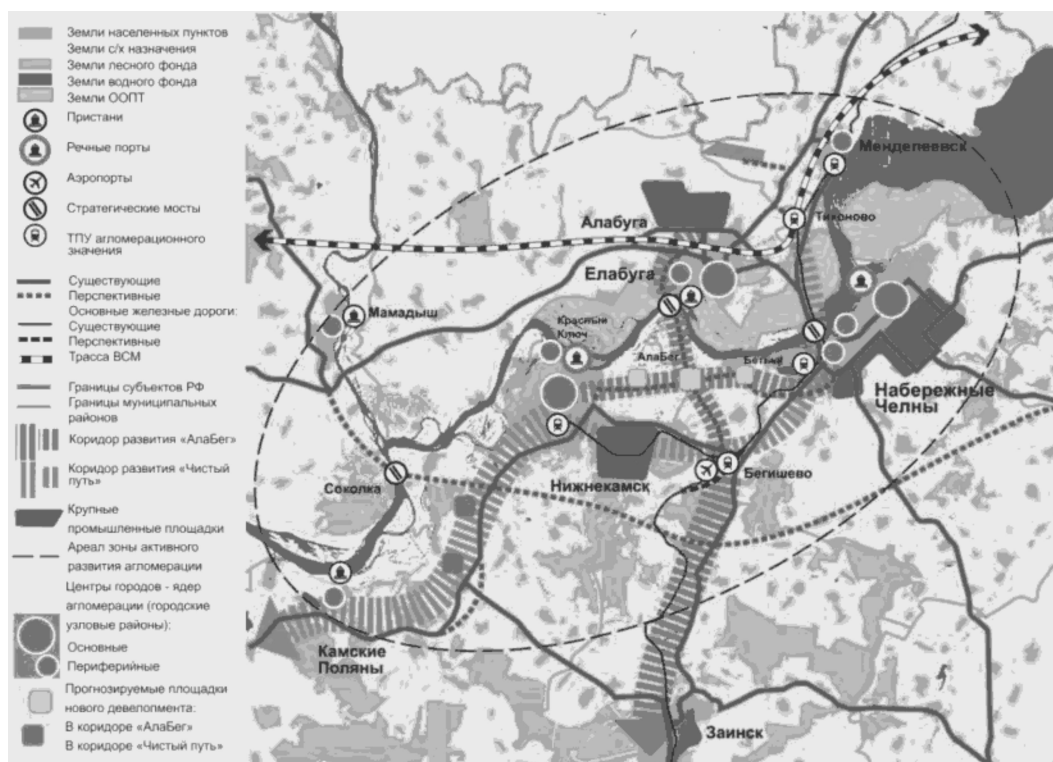 Земли населенных пунктов
Земли с/х назначения
Земли лесного фонда
Земли водного фонда
Земли ООПТ
Пристани
Речные порты
Аэропорты
Стратегические мосты
ТПУ агломерационного
значения
Существующие
Перспективные
Основные железные дороги:
Существующие
Перспективные
Трасса ВСМ
Границы субъектов РФ
Границы муниципальных
районов
Коридор развития «АлаБег»
Коридор развития «Чистый
путь»
Крупные
промышленные площадки
Ареал зоны активного
развития агломерации
Центры городов - ядер
агломерации (городские
узловые районы):
Основные
Периферийные
Прогнозируемые площадки
нового девелопмента:
В коридоре «АлаБег»
В коридоре «Чистый путь»
Менделеевск
Тихоново
Алабуга
Елабуга
Мамадыш
Красный
Ключ
АлаБег
Бетьки
Набережные
Челны
Бегишево
Нижнекамск
Соколка
Камские
Поляны
Заинск